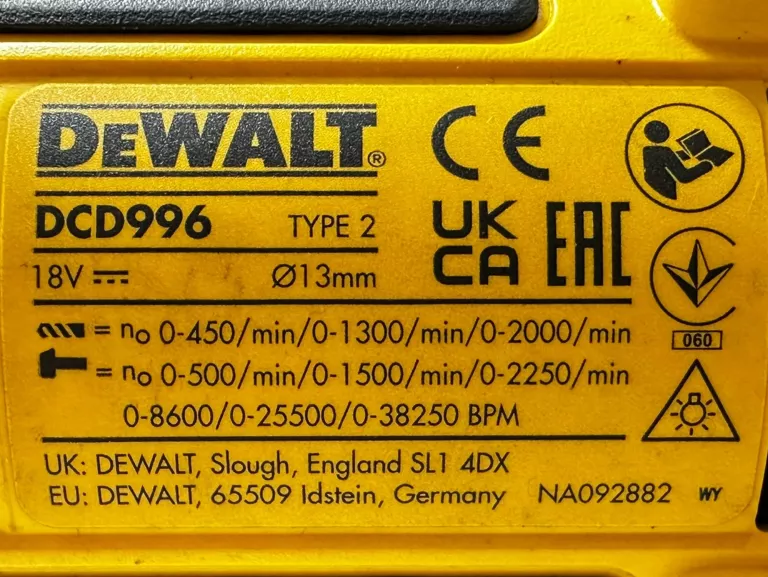 DEWALT®
CE
DCD996 TYPE 2
UK
CA
EAC
18V Ø13mm
= no 0-450/min/0-1300/min/0-2000/min
060
= no 0-500/min/0-1500/min/0-2250/min
0-8600/0-25500/0-38250 BPM
UK: DEWALT, Slough, England SL1 4DX
EU: DEWALT, 65509 Idstein, Germany NA092882 WY